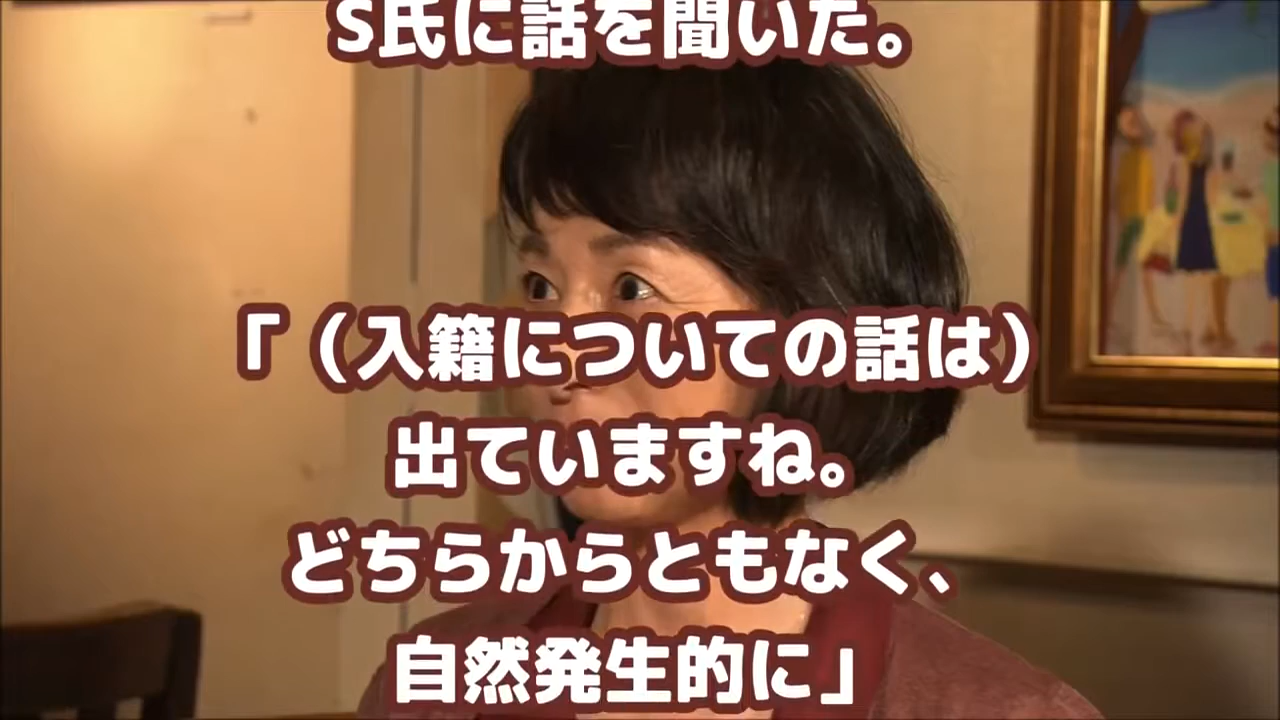 S氏に話を聞いた。
「（入籍についての話は）
出ていますね。
どちらからともなく、
自然発生的に」